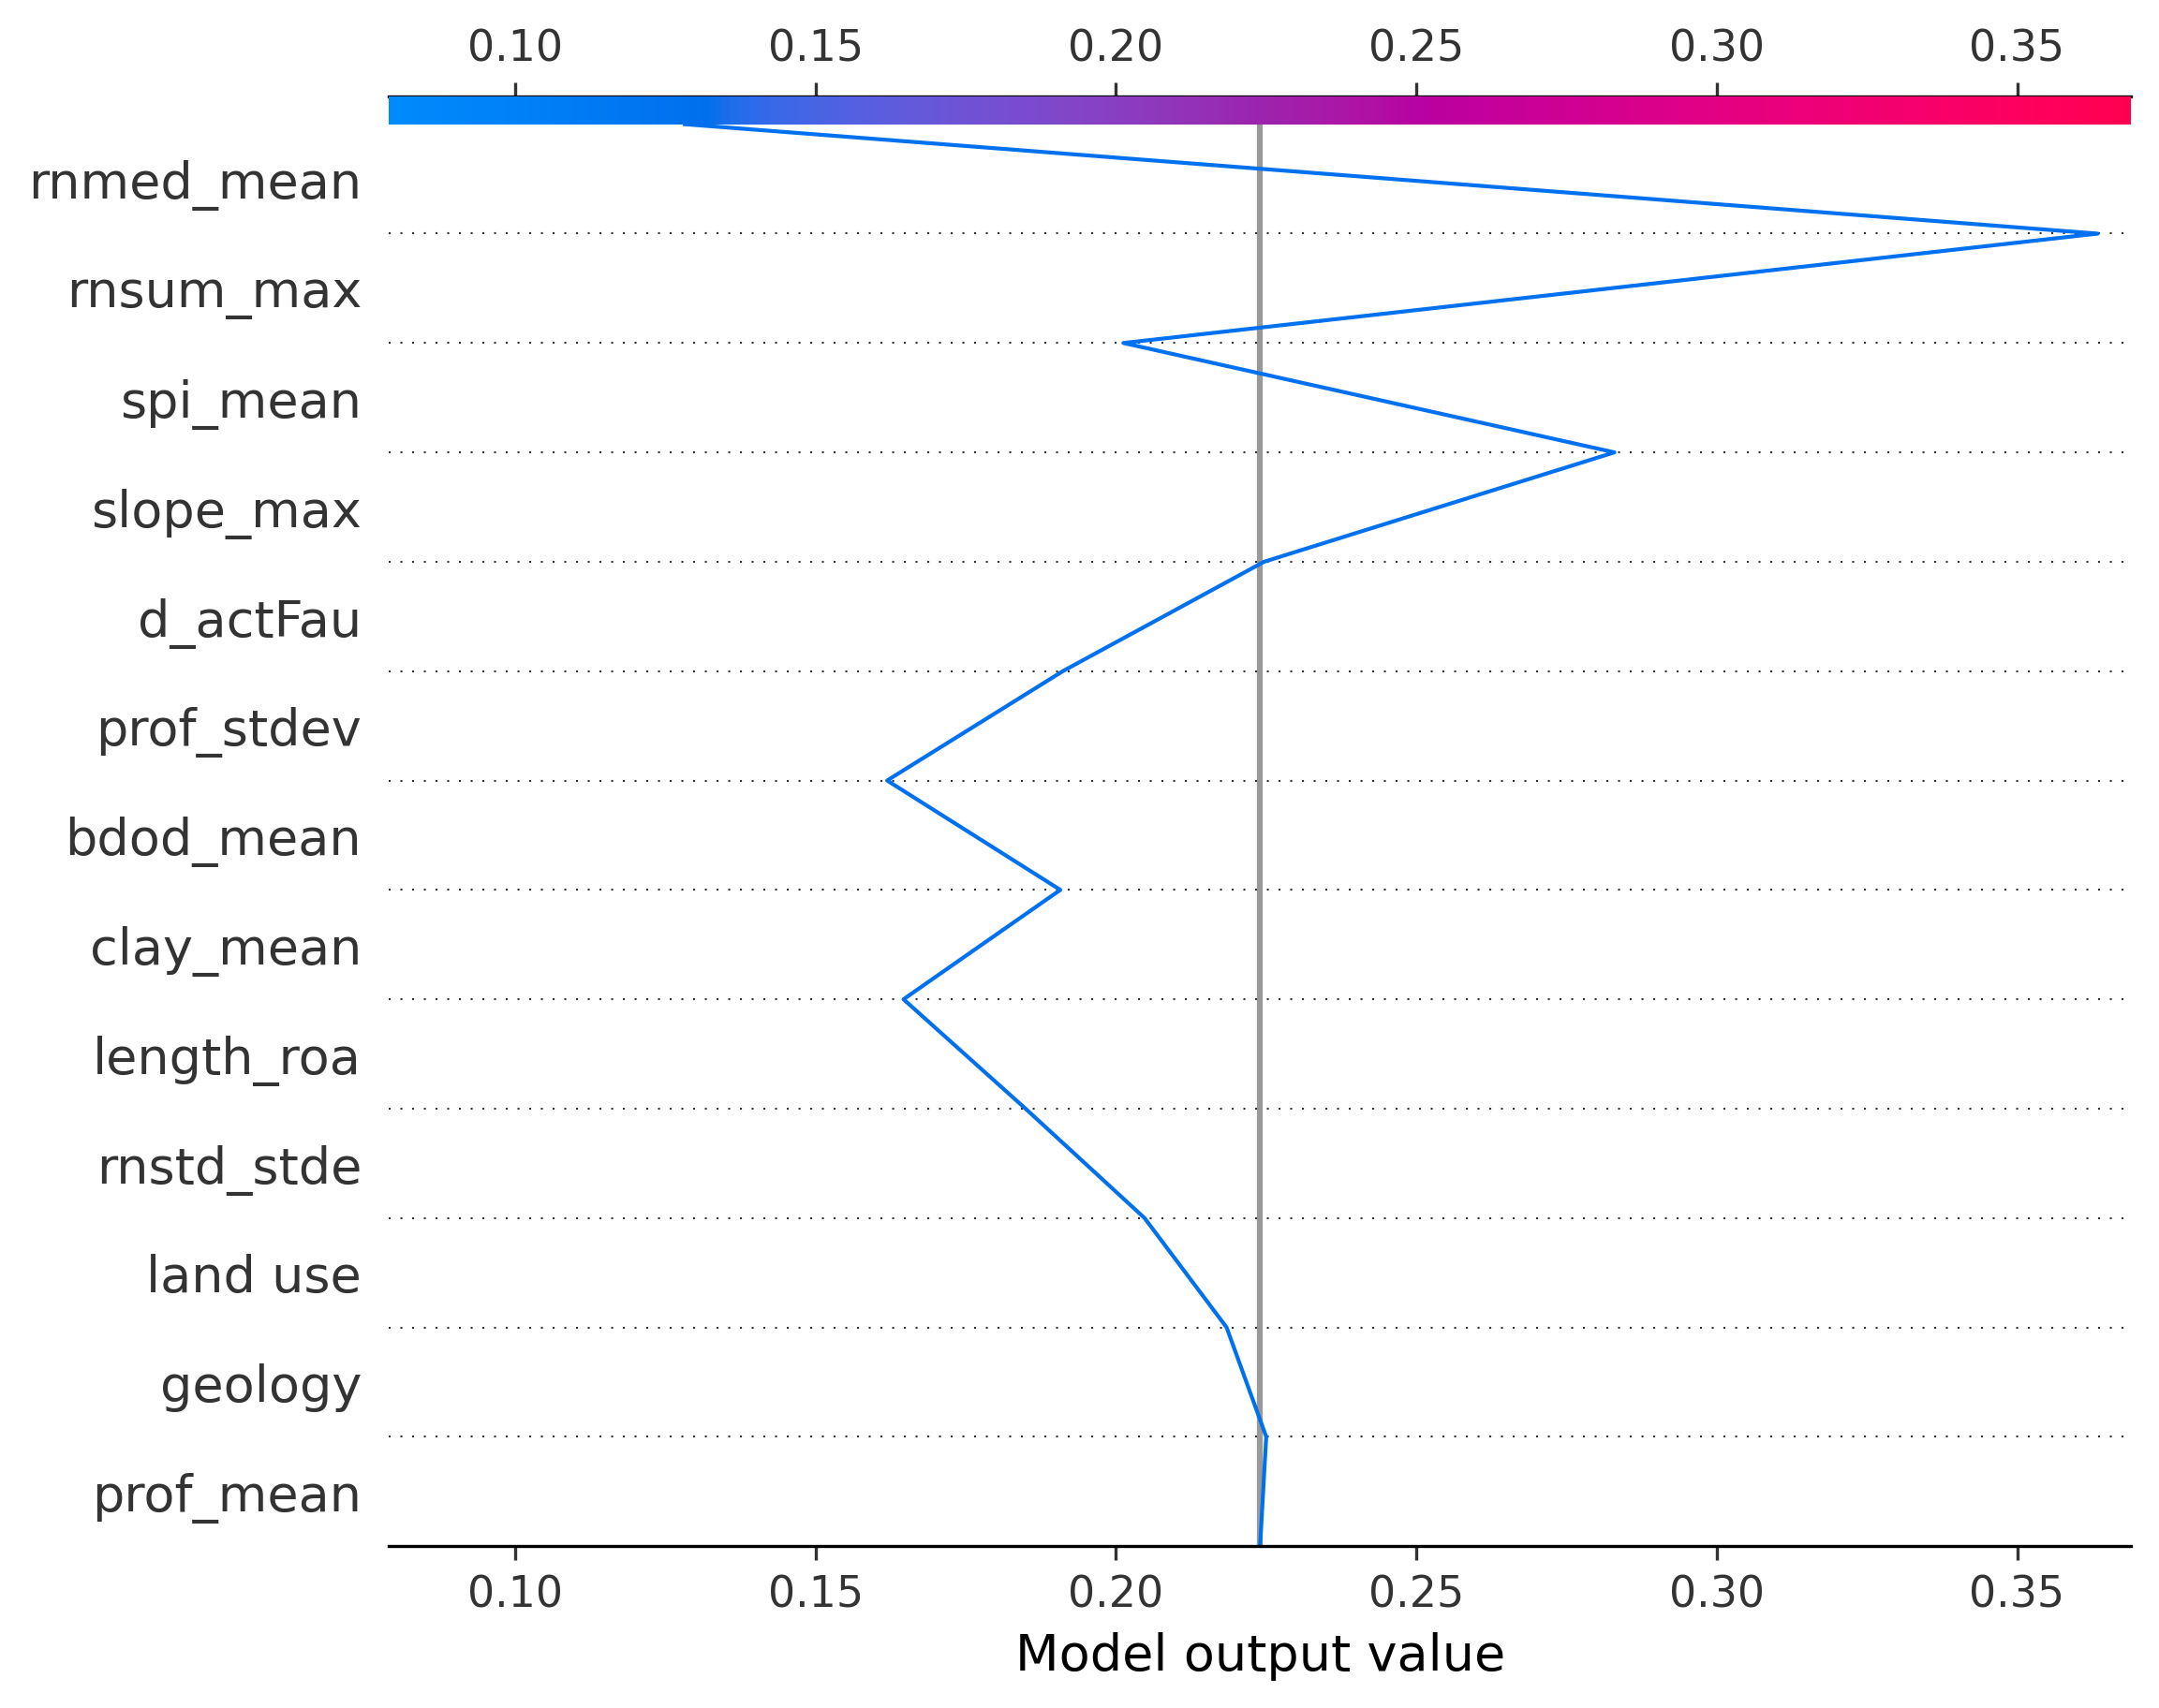 0.10 0.15 0.20 0.25 0.30 0.35
rnmed_mean
rnsum_max
spi_mean
slope_max
d_actFau
prof_stdev
bdod_mean
clay_mean
length_roa
rnstd_stde
land use
geology
prof_mean
0.10 0.15 0.20 0.25 0.30 0.35
Model output value